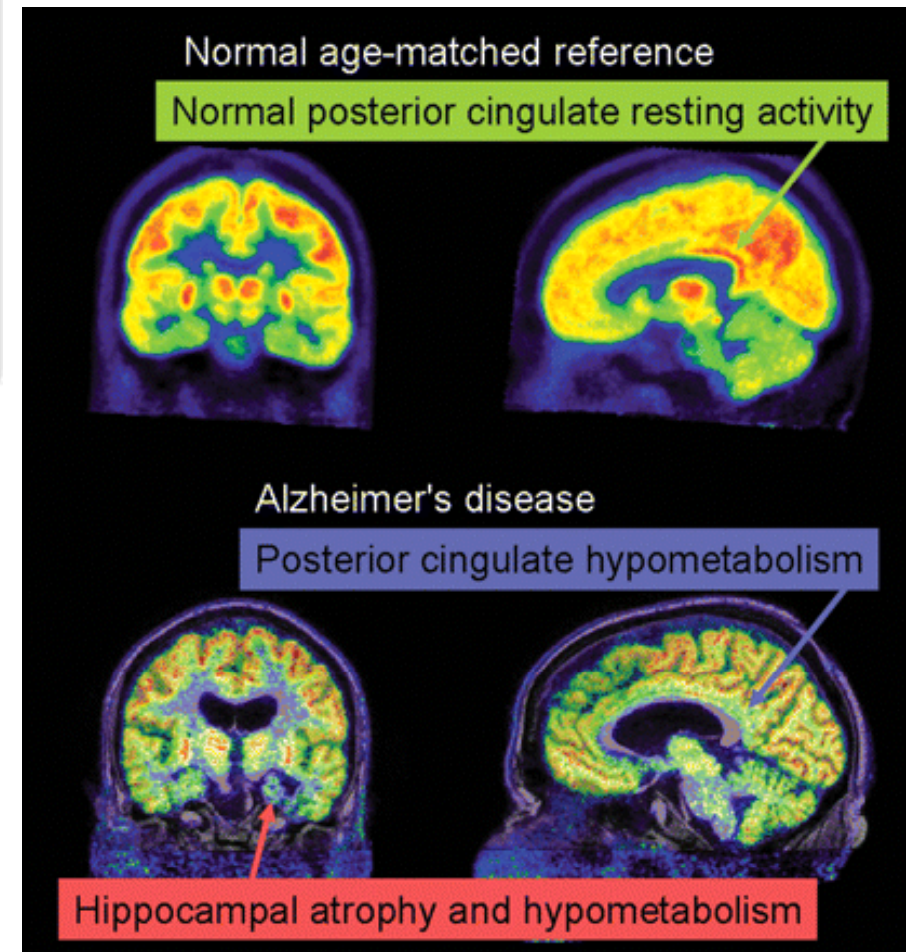 Normal age-matched reference
Normal posterior cingulate resting activity
Alzheimer's disease
Posterior cingulate hypometabolism
Hippocampal atrophy and hypometabolism